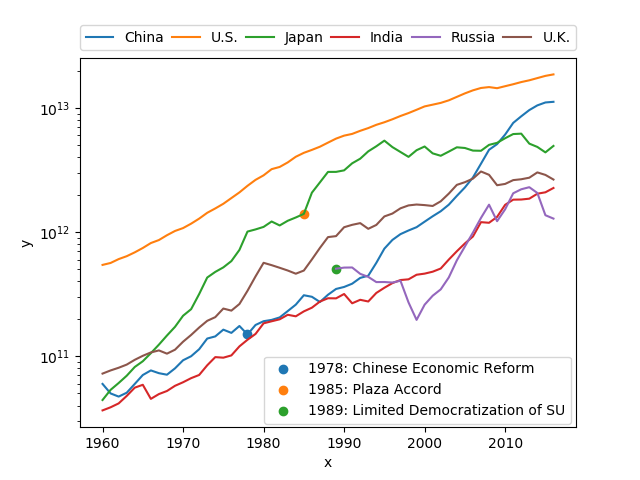 China U.S. Japan India Russia U.K.
10^13
10^12
10^11
y
1978: Chinese Economic Reform
1985: Plaza Accord
1989: Limited Democratization of SU
1960 1970 1980 1990 2000 2010
x